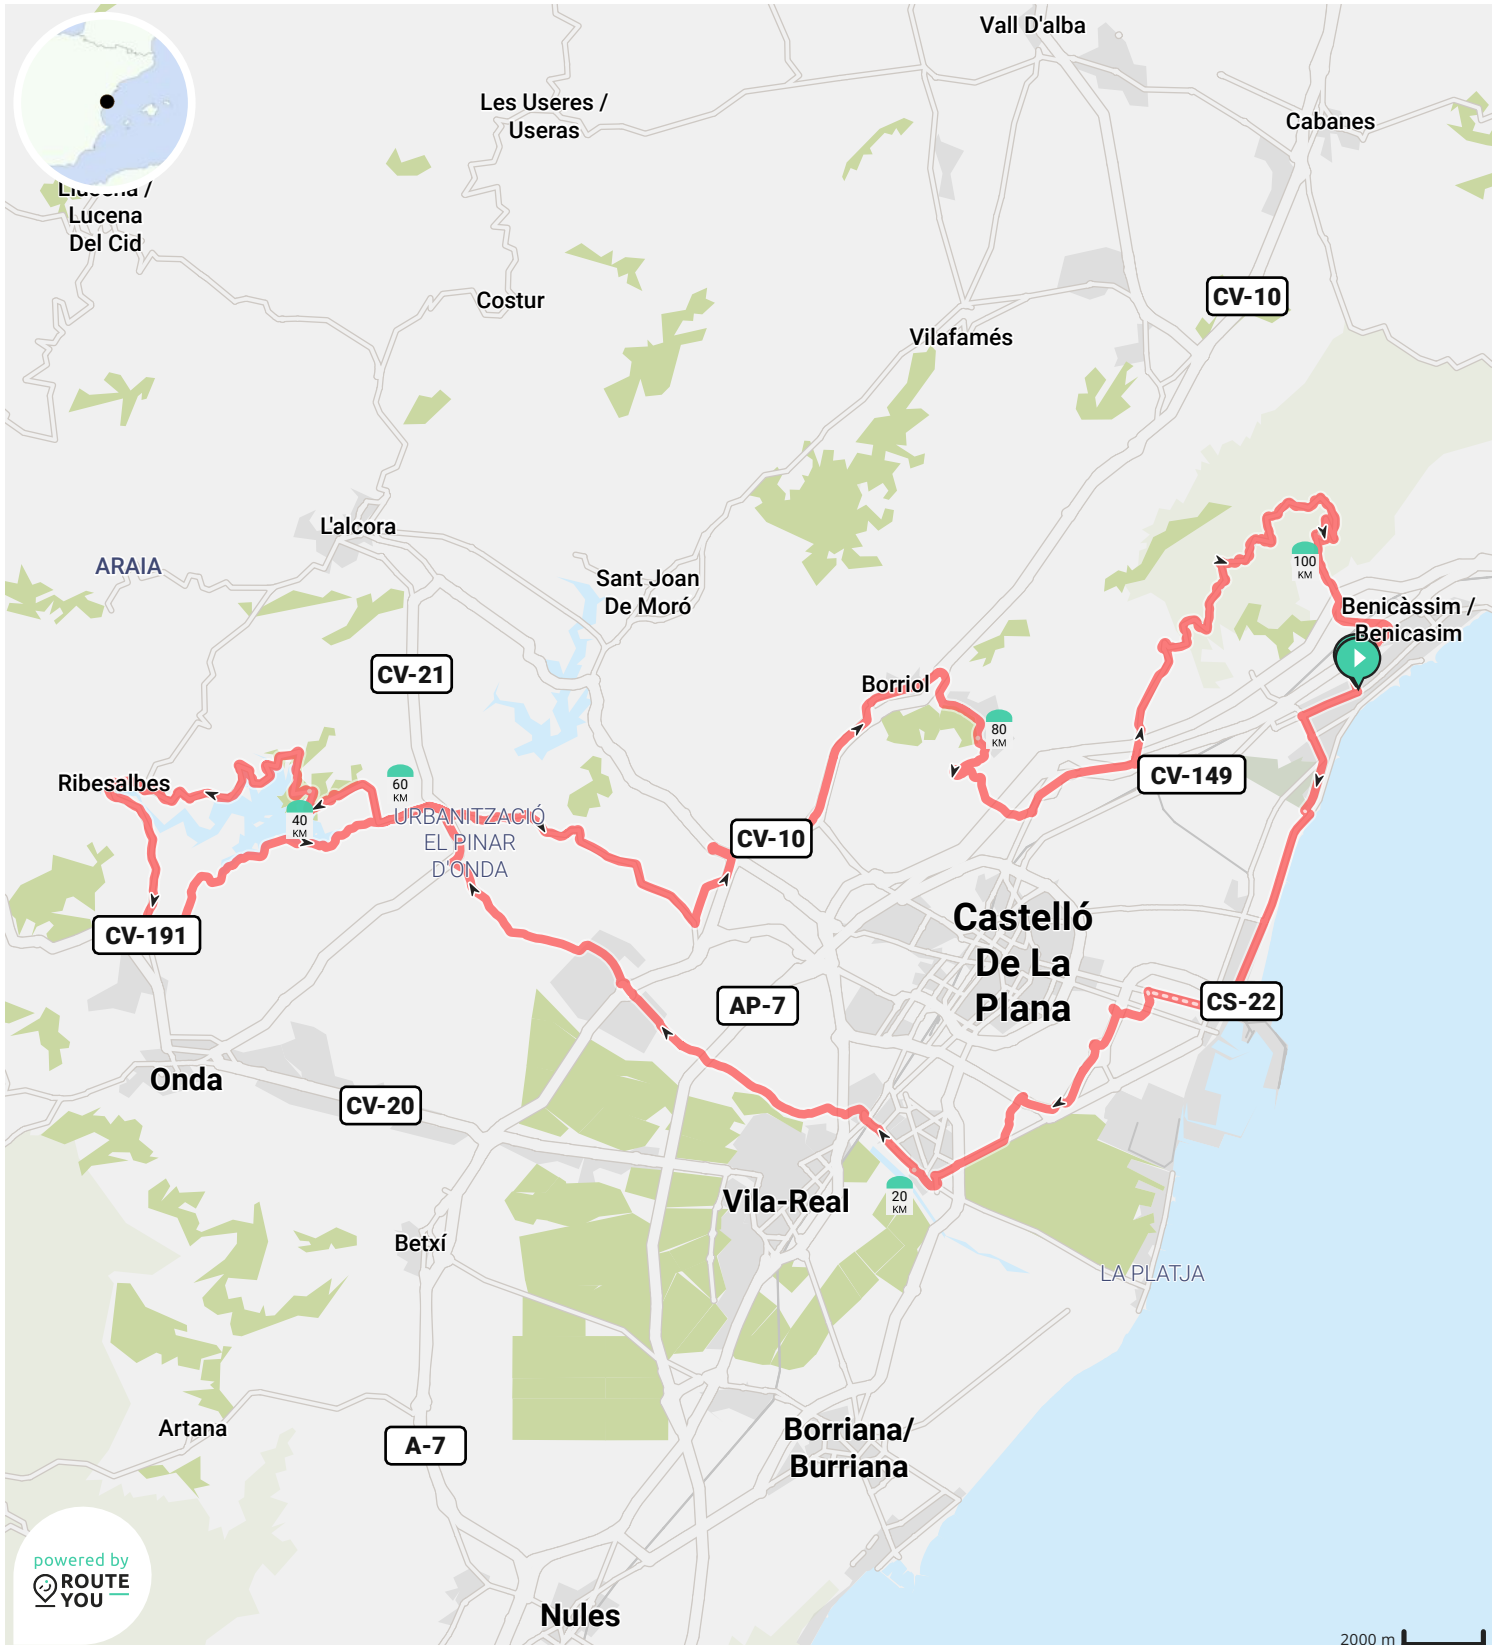 Vall D'alba
Les Useres /
Useras
Cabanes
Llucena /
Lucena
Del Cid
CV-10
Costur
Vilafamés
L'alcora
ARAIA
Sant Joan
De Moró
100
KM
Benicàssim /
Benicasim
CV-21
Borriol
80
KM
CV-149
Ribesalbes
60
KM
40
KM
URBANITZACIÓ
EL PINAR
D'ONDA
CV-10
CV-191
Castelló
De La
Plana
AP-7
CS-22
Onda
CV-20
20
KM
Vila-Real
Betxí
LA PLATJA
Artana
A-7
Borriana/
Burriana
powered by
ROUTE
YOU
Nules
2000 m